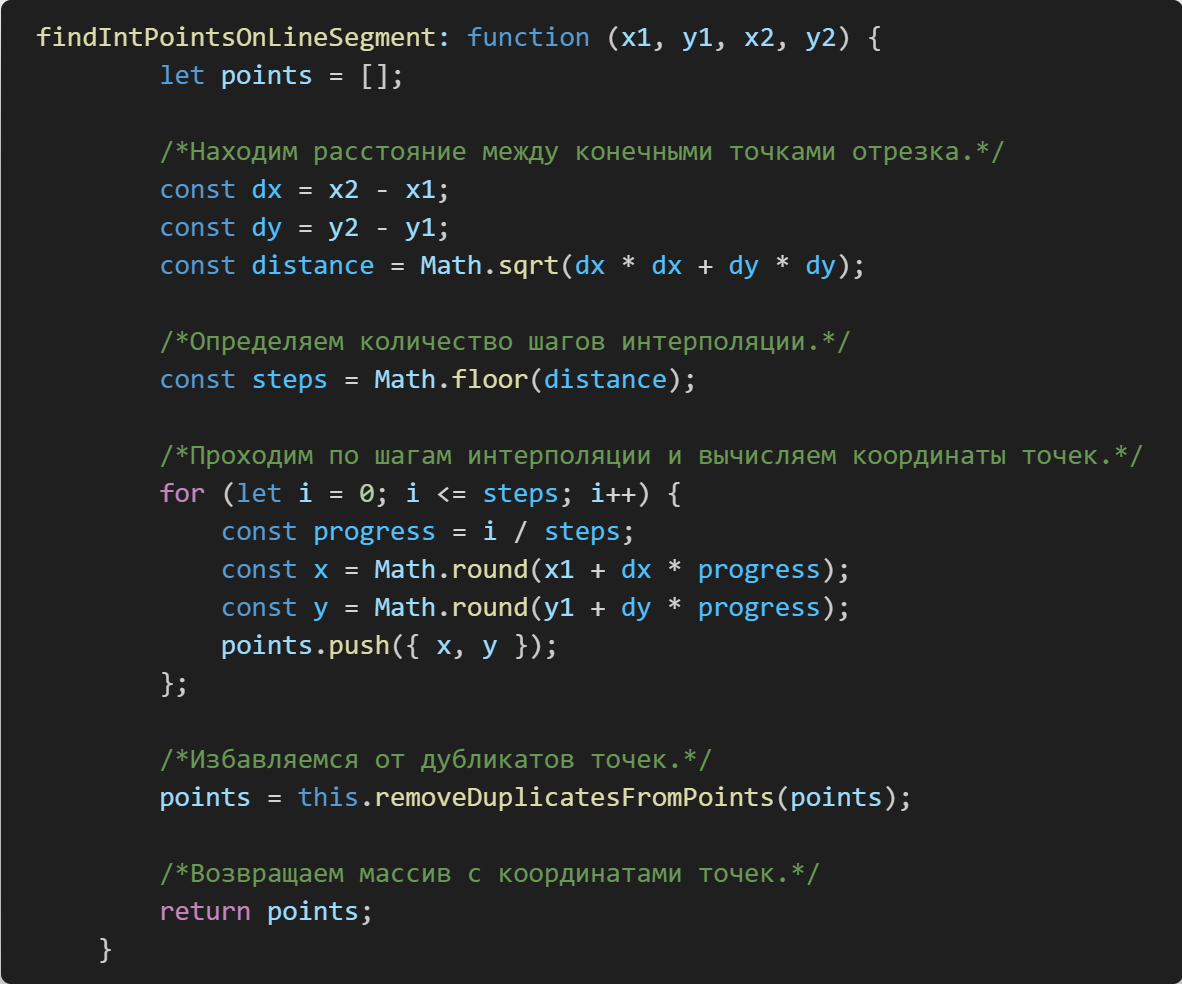 findIntPointsOnLineSegment: function (x1, y1, x2, y2) {
let points = [];
/*Находим расстояние между конечными точками отрезка.*/
const dx = x2 - x1;
const dy = y2 - y1;
const distance = Math.sqrt(dx * dx + dy * dy);
/*Определяем количество шагов интерполяции.*/
const steps = Math.floor(distance);
/*Проходим по шагам интерполяции и вычисляем координаты точек.*/
for (let i = 0; i <= steps; i++) {
const progress = i / steps;
const x = Math.round(x1 + dx * progress);
const y = Math.round(y1 + dy * progress);
points.push({ x, y });
};
/*Избавляемся от дубликатов точек.*/
points = this.removeDuplicatesFromPoints(points);
/*Возвращаем массив с координатами точек.*/
return points;
}